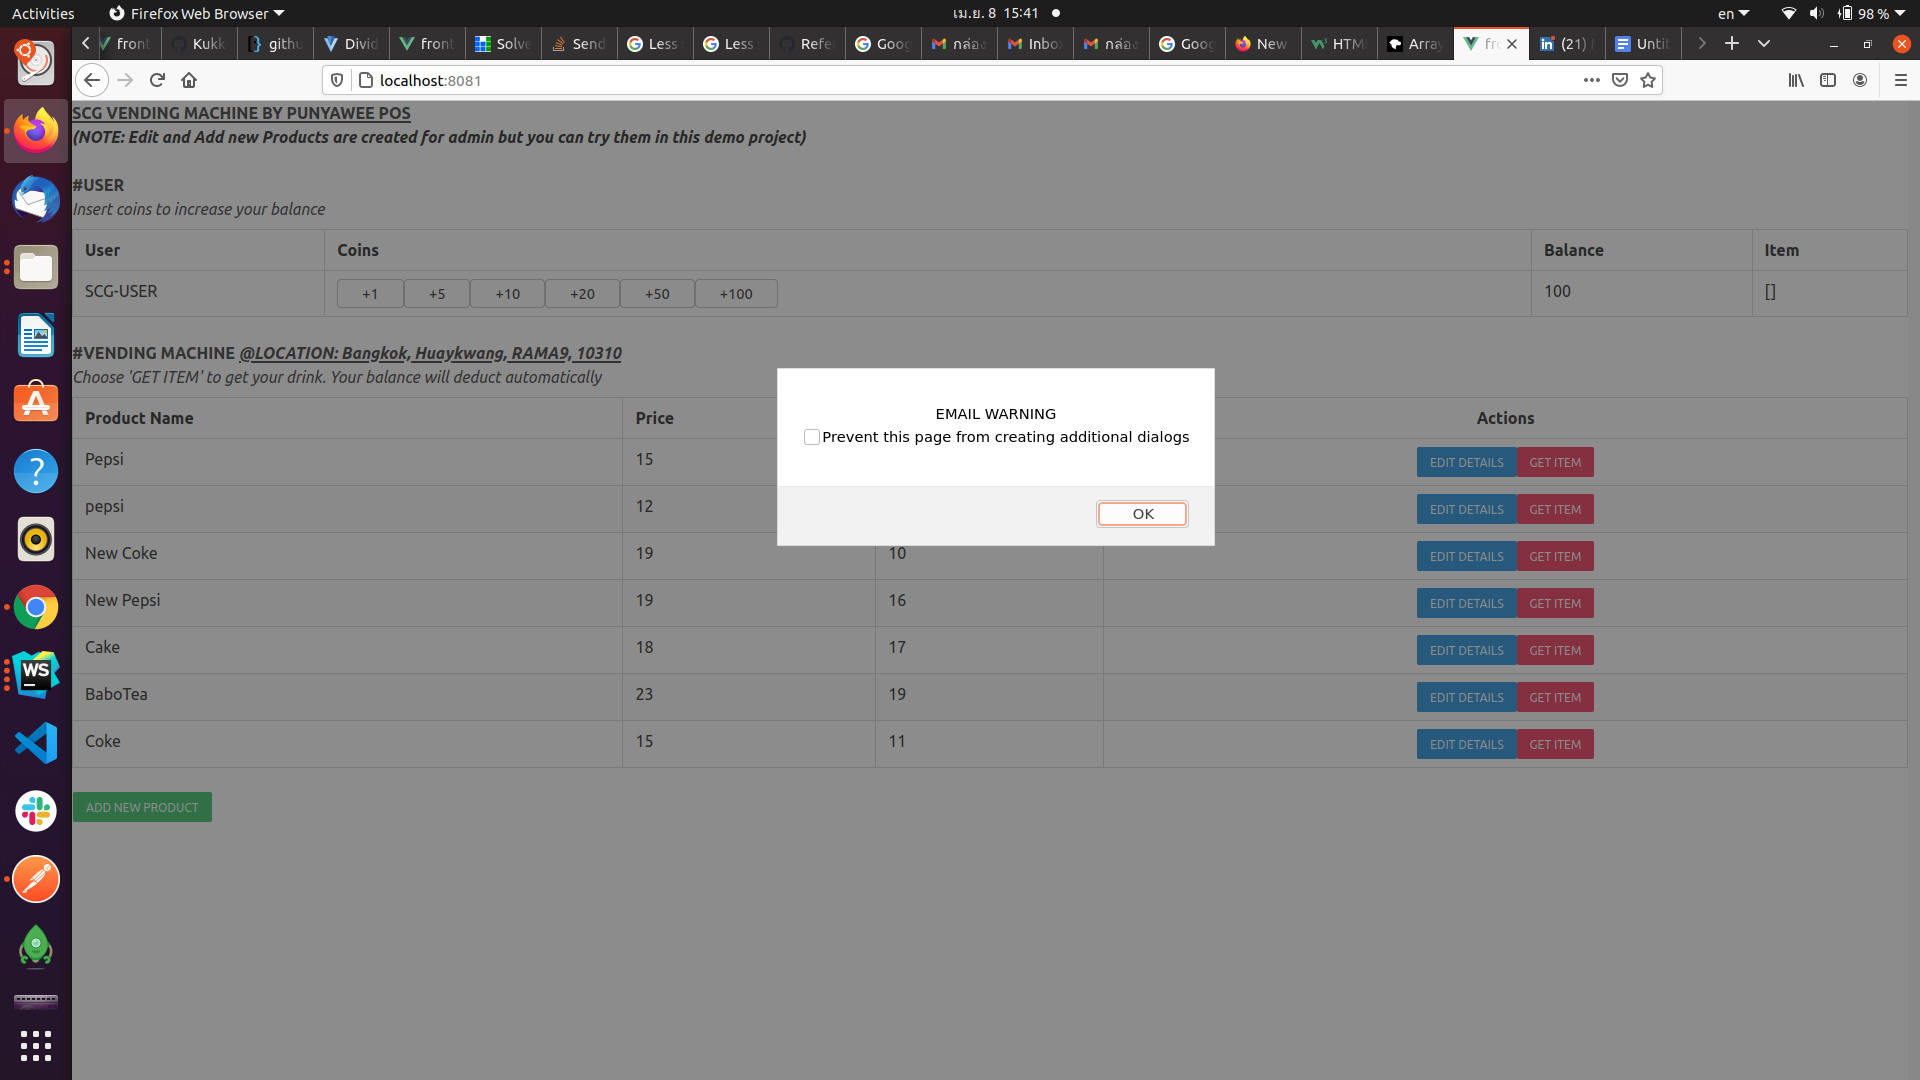 Activities Firefox Web Browser เม.ย. 8 15:41 en 98 %
front Kukk githu Divid front Solve Send Less Less Refe Goog กล่อง Inbox กล่อง Goog New HTML Array fro (21) Untit
localhost:8081
SCG VENDING MACHINE BY PUNYAWEE POS
(NOTE: Edit and Add new Products are created for admin but you can try them in this demo project)
#USER
Insert coins to increase your balance
User Coins Balance Item
SCG-USER +1 +5 +10 +20 +50 +100 100 []
#VENDING MACHINE @LOCATION: Bangkok, Huaykwang, RAMA9, 10310
Choose 'GET ITEM' to get your drink. Your balance will deduct automatically
EMAIL WARNING
Prevent this page from creating additional dialogs
OK
Product Name Price Actions
Pepsi 15 EDIT DETAILS GET ITEM
pepsi 12 EDIT DETAILS GET ITEM
New Coke 19 10 EDIT DETAILS GET ITEM
New Pepsi 19 16 EDIT DETAILS GET ITEM
Cake 18 17 EDIT DETAILS GET ITEM
BaboTea 23 19 EDIT DETAILS GET ITEM
Coke 15 11 EDIT DETAILS GET ITEM
ADD NEW PRODUCT
WS